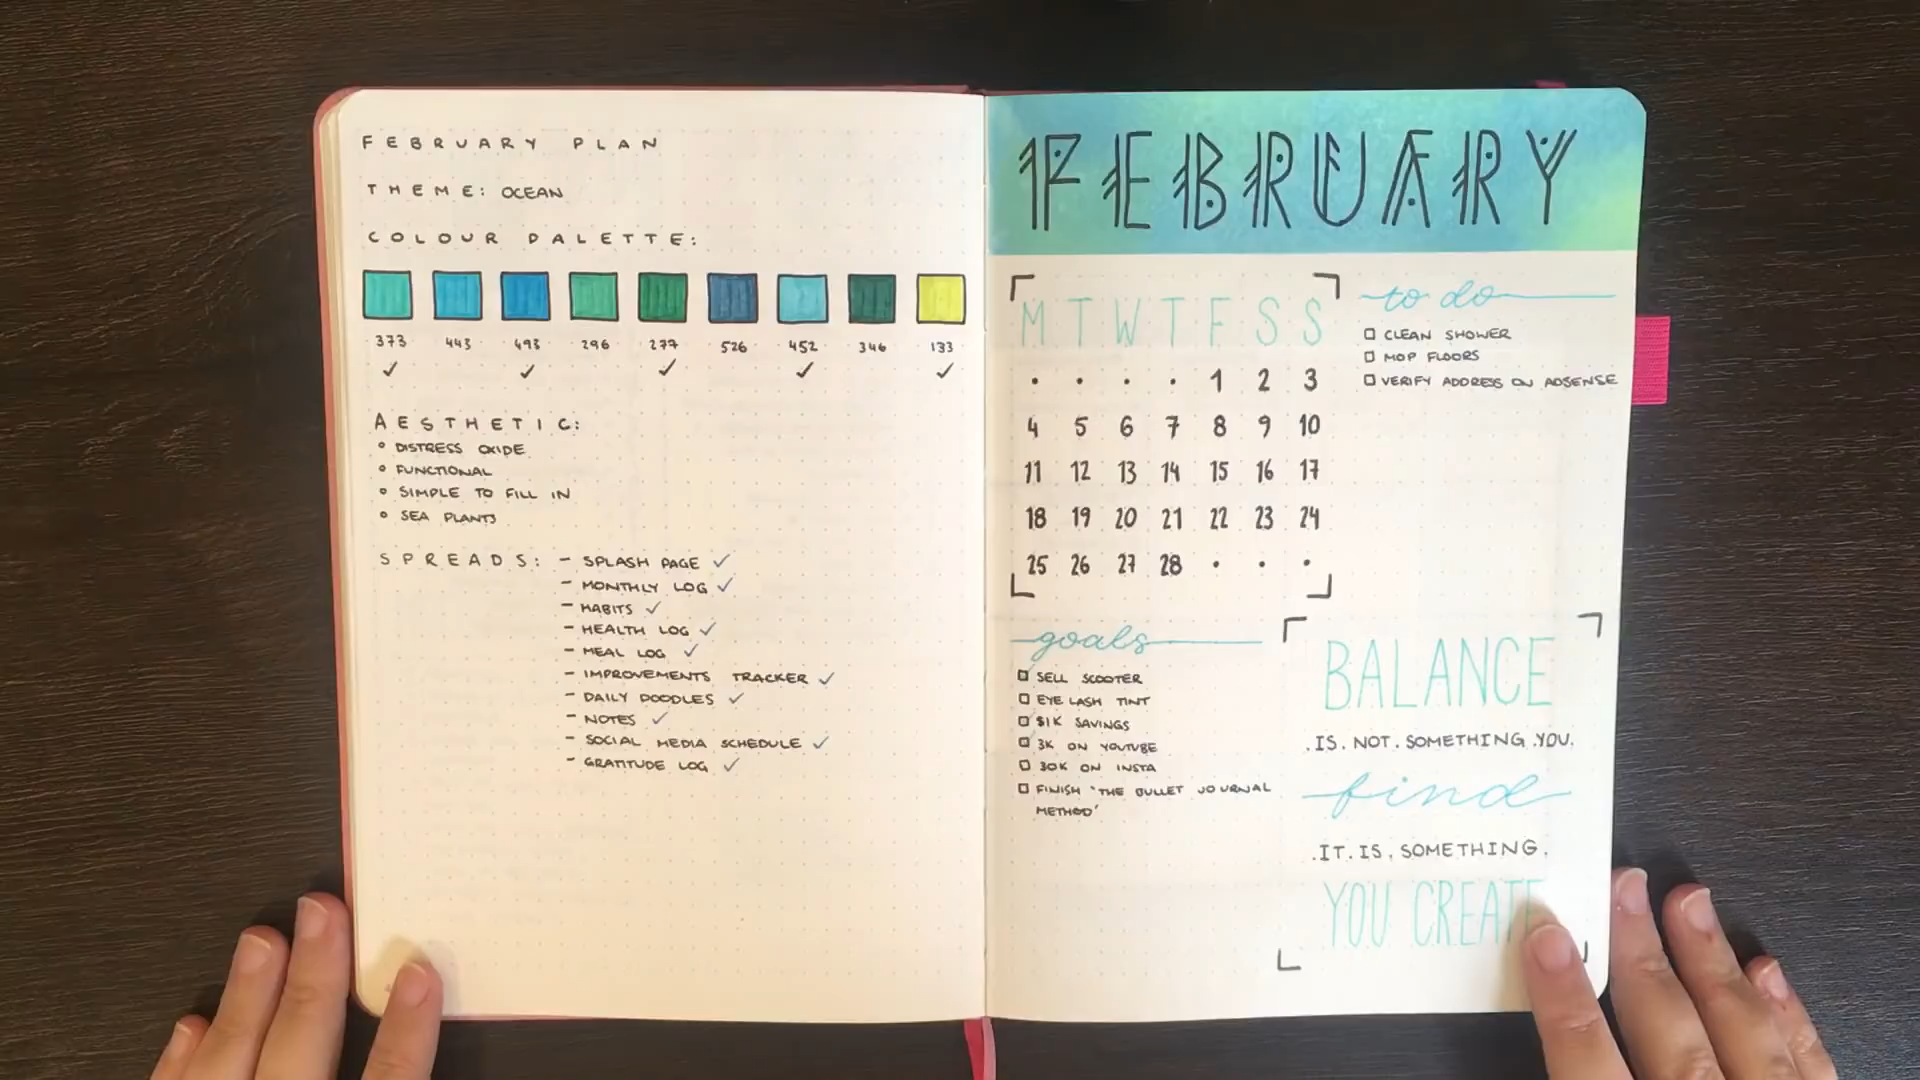 FEBRUARY PLAN
THEME: OCEAN
COLOUR PALETTE:
373 443 493 296 277 526 452 346 133
✓ ✓ ✓ ✓ ✓
AESTHETIC:
• DISTRESS OXIDE
• FUNCTIONAL
• SIMPLE TO FILL IN
• SEA PLANTS
SPREADS: - SPLASH PAGE ✓
- MONTHLY LOG ✓
- HABITS ✓
- HEALTH LOG ✓
- MEAL LOG ✓
- IMPROVEMENTS TRACKER ✓
- DAILY DOODLES ✓
- NOTES ✓
- SOCIAL MEDIA SCHEDULE ✓
- GRATITUDE LOG ✓
FEBRUARY
M T W T F S S
• • • • 1 2 3
4 5 6 7 8 9 10
11 12 13 14 15 16 17
18 19 20 21 22 23 24
25 26 27 28 • • •
to do
☐ CLEAN SHOWER
☐ MOP FLOORS
☐ VERIFY ADDRESS ON ADSENSE
goals
☐ SELL SCOOTER
☐ EYE LASH TINT
☐ $1K SAVINGS
☐ 3K ON YOUTUBE
☐ 30K ON INSTA
☐ FINISH 'THE BULLET JOURNAL
METHOD'
BALANCE
.IS.NOT.SOMETHING.YOU.
find
.IT.IS.SOMETHING.
YOU CREATE